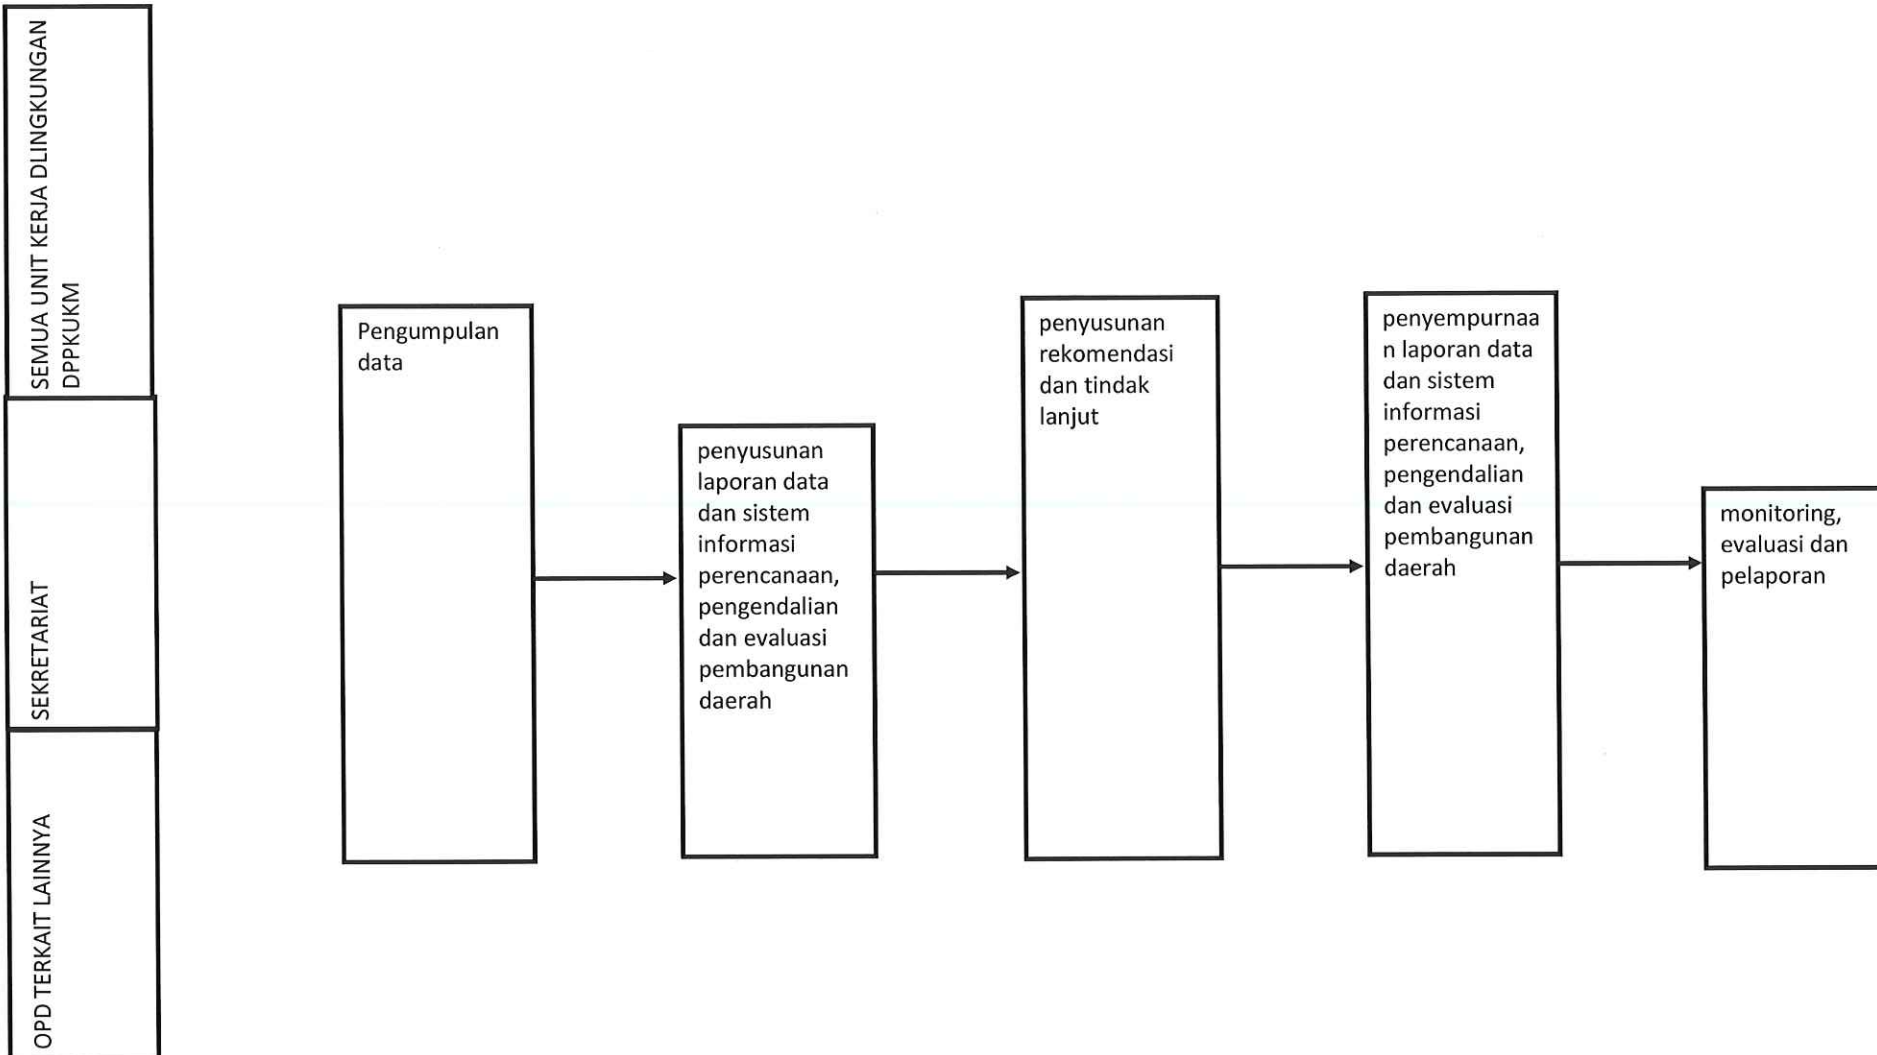 SEMUA UNIT KERJA DLINGKUNGAN
DPPKUKM
SEKRETARIAT
OPD TERKAIT LAINNYA
Pengumpulan
data
penyusunan
laporan data
dan sistem
informasi
perencanaan,
pengendalian
dan evaluasi
pembangunan
daerah
penyusunan
rekomendasi
dan tindak
lanjut
penyempurnaa
n laporan data
dan sistem
informasi
perencanaan,
pengendalian
dan evaluasi
pembangunan
daerah
monitoring,
evaluasi dan
pelaporan